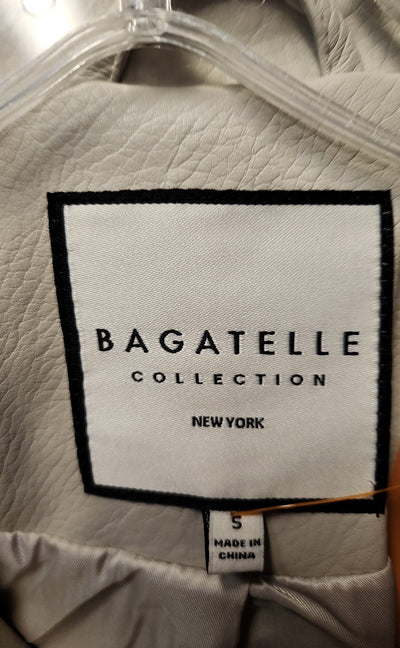 BAGATELLE
COLLECTION
NEW YORK
S
MADE IN
CHINA